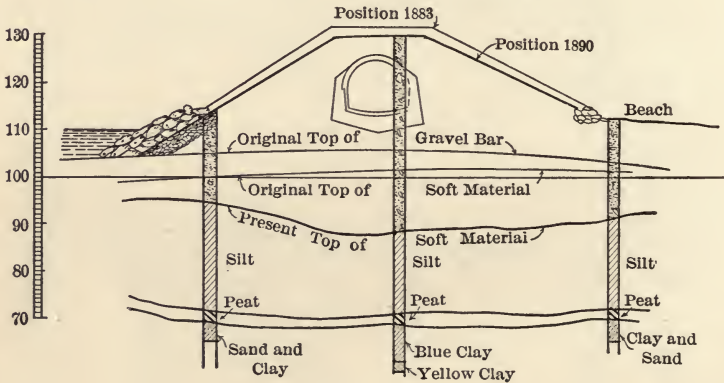 Position 1883
130
Position 1890
120
Beach
110
Original Top of Gravel Bar
100
Original Top of Soft Material
90
Present Top of Soft Material
80
Silt Silt Silt
Peat Peat Peat
70
Sand and Clay
Blue Clay
Clay and Sand
Yellow Clay